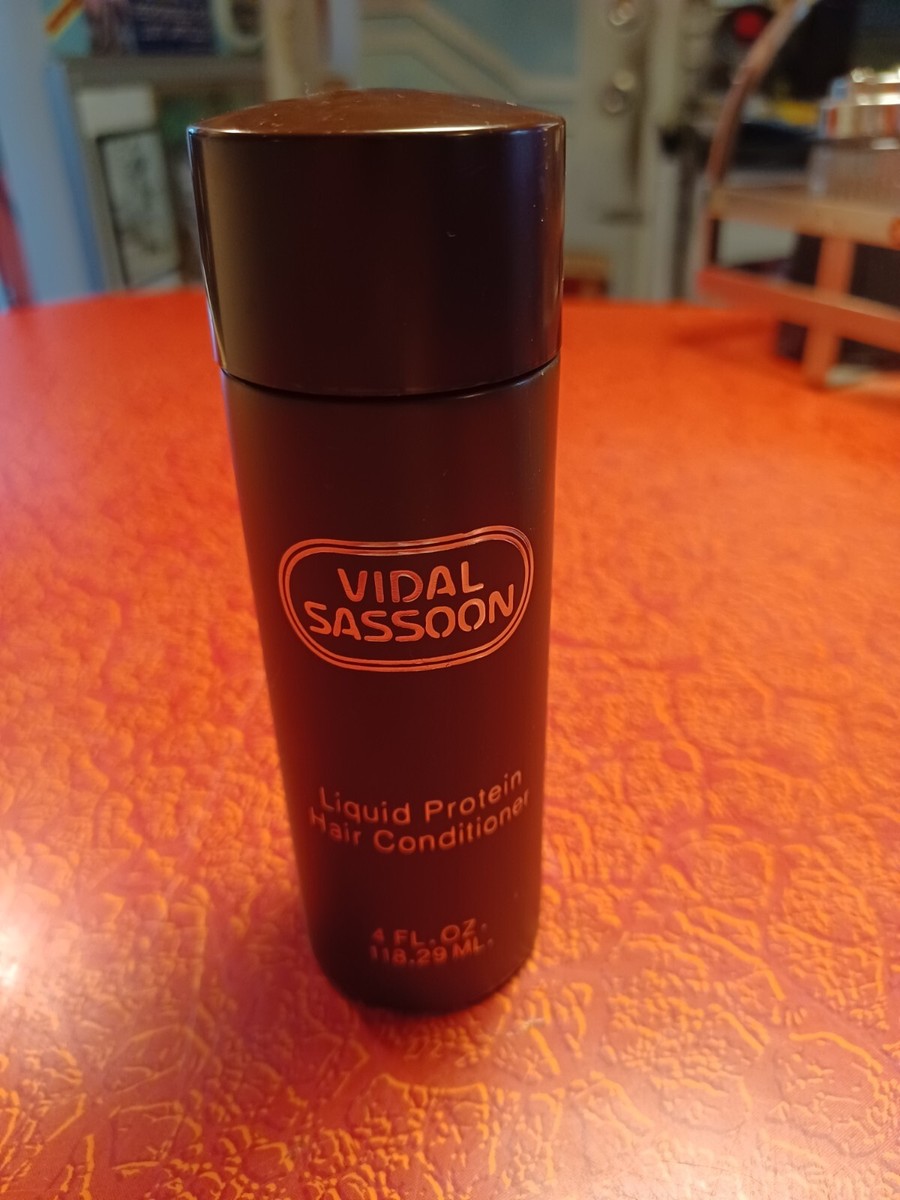 VIDAL
SASSOON
Liquid Protein
Hair Conditioner
4 FL.OZ.
118.29 ML.